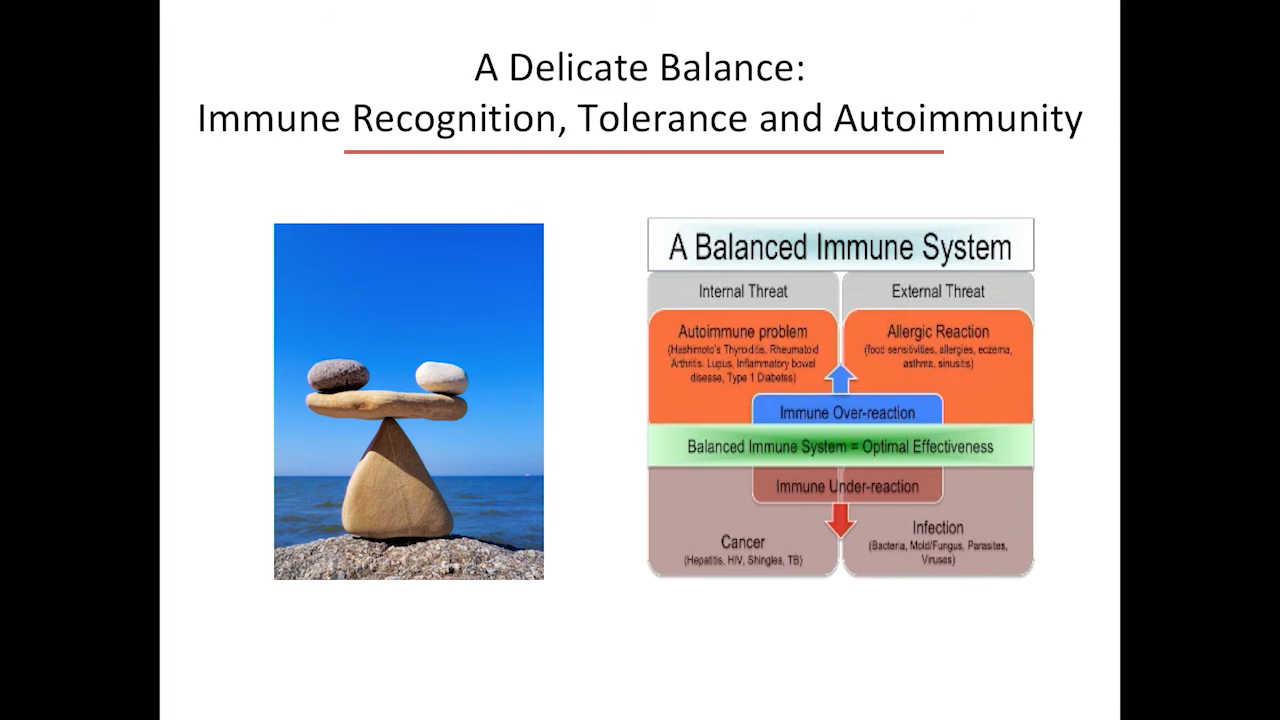 A Delicate Balance:
Immune Recognition, Tolerance and Autoimmunity
A Balanced Immune System
Internal Threat
External Threat
Autoimmune problem
(Hashimoto's Thyroiditis, Rheumatoid
Arthritis, Lupus, Inflammatory bowel
disease, Type 1 Diabetes)
Allergic Reaction
(food sensitivities, allergies, eczema,
asthma, sinusitis)
Immune Over-reaction
Balanced Immune System = Optimal Effectiveness
Immune Under-reaction
Cancer
(Hepatitis, HIV, Shingles, TB)
Infection
(Bacteria, Mold/Fungus, Parasites,
Viruses)